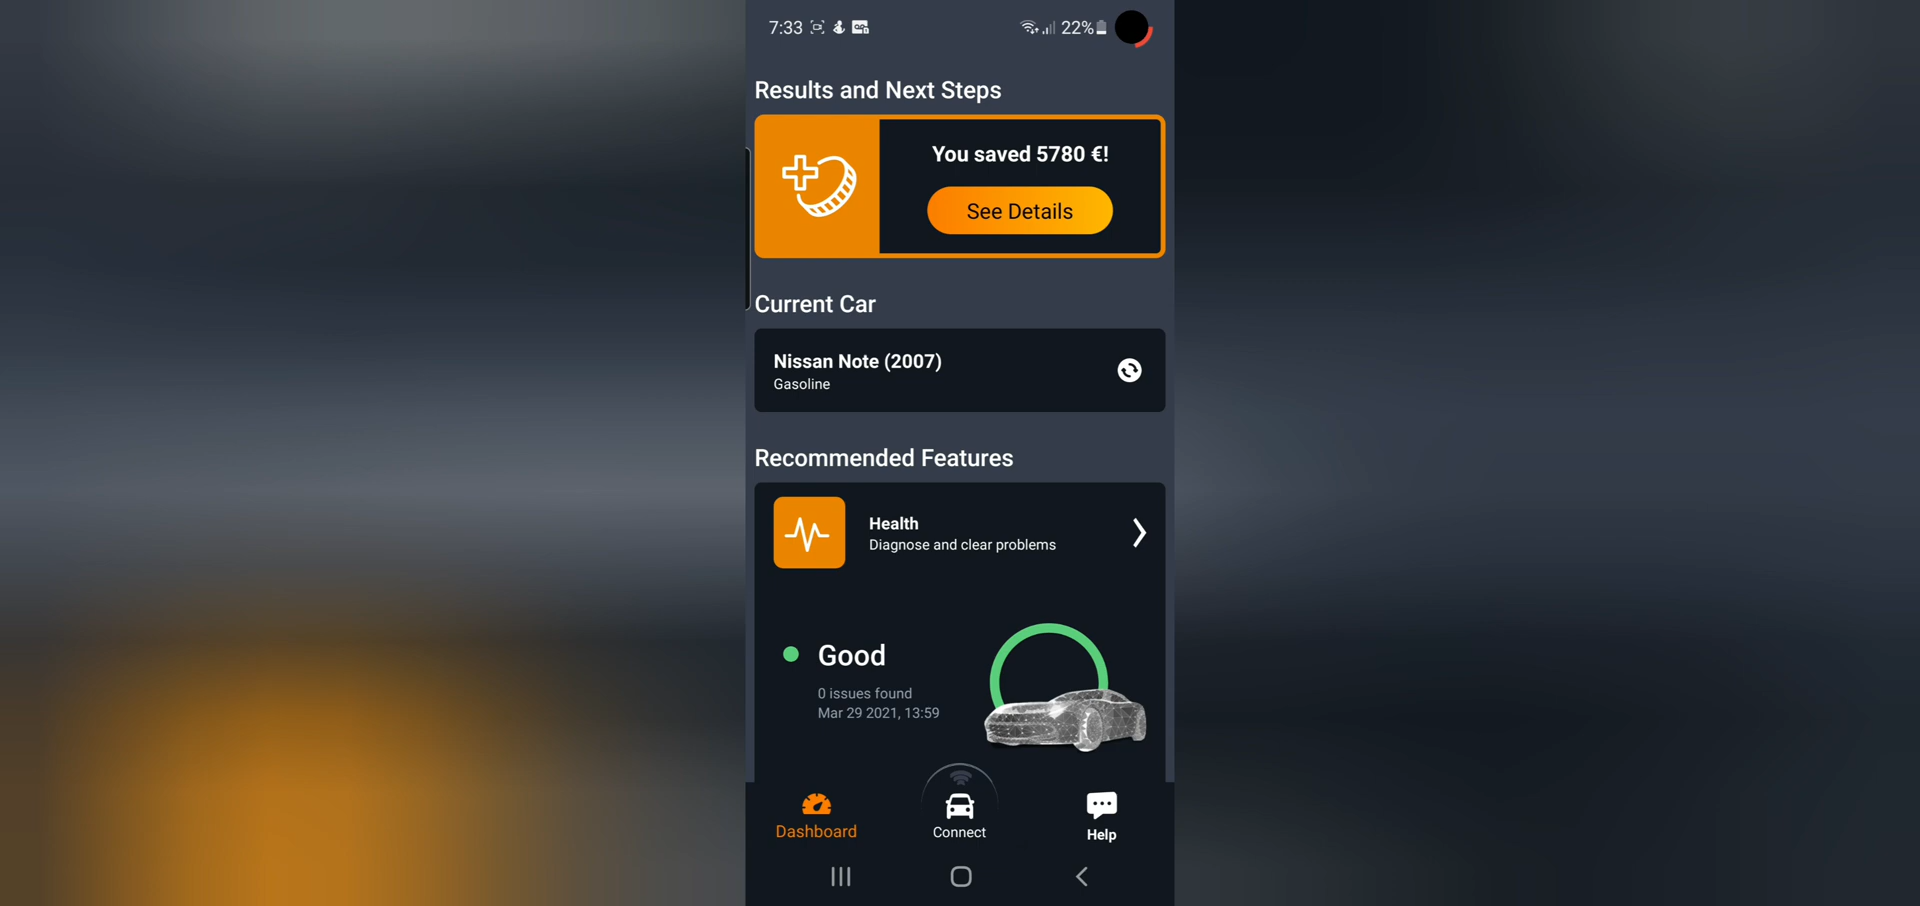 7:33 22%
Results and Next Steps
You saved 5780 €!
See Details
Current Car
Nissan Note (2007)
Gasoline
Recommended Features
Health
Diagnose and clear problems
Good
0 issues found
Mar 29 2021, 13:59
Dashboard
Connect
Help